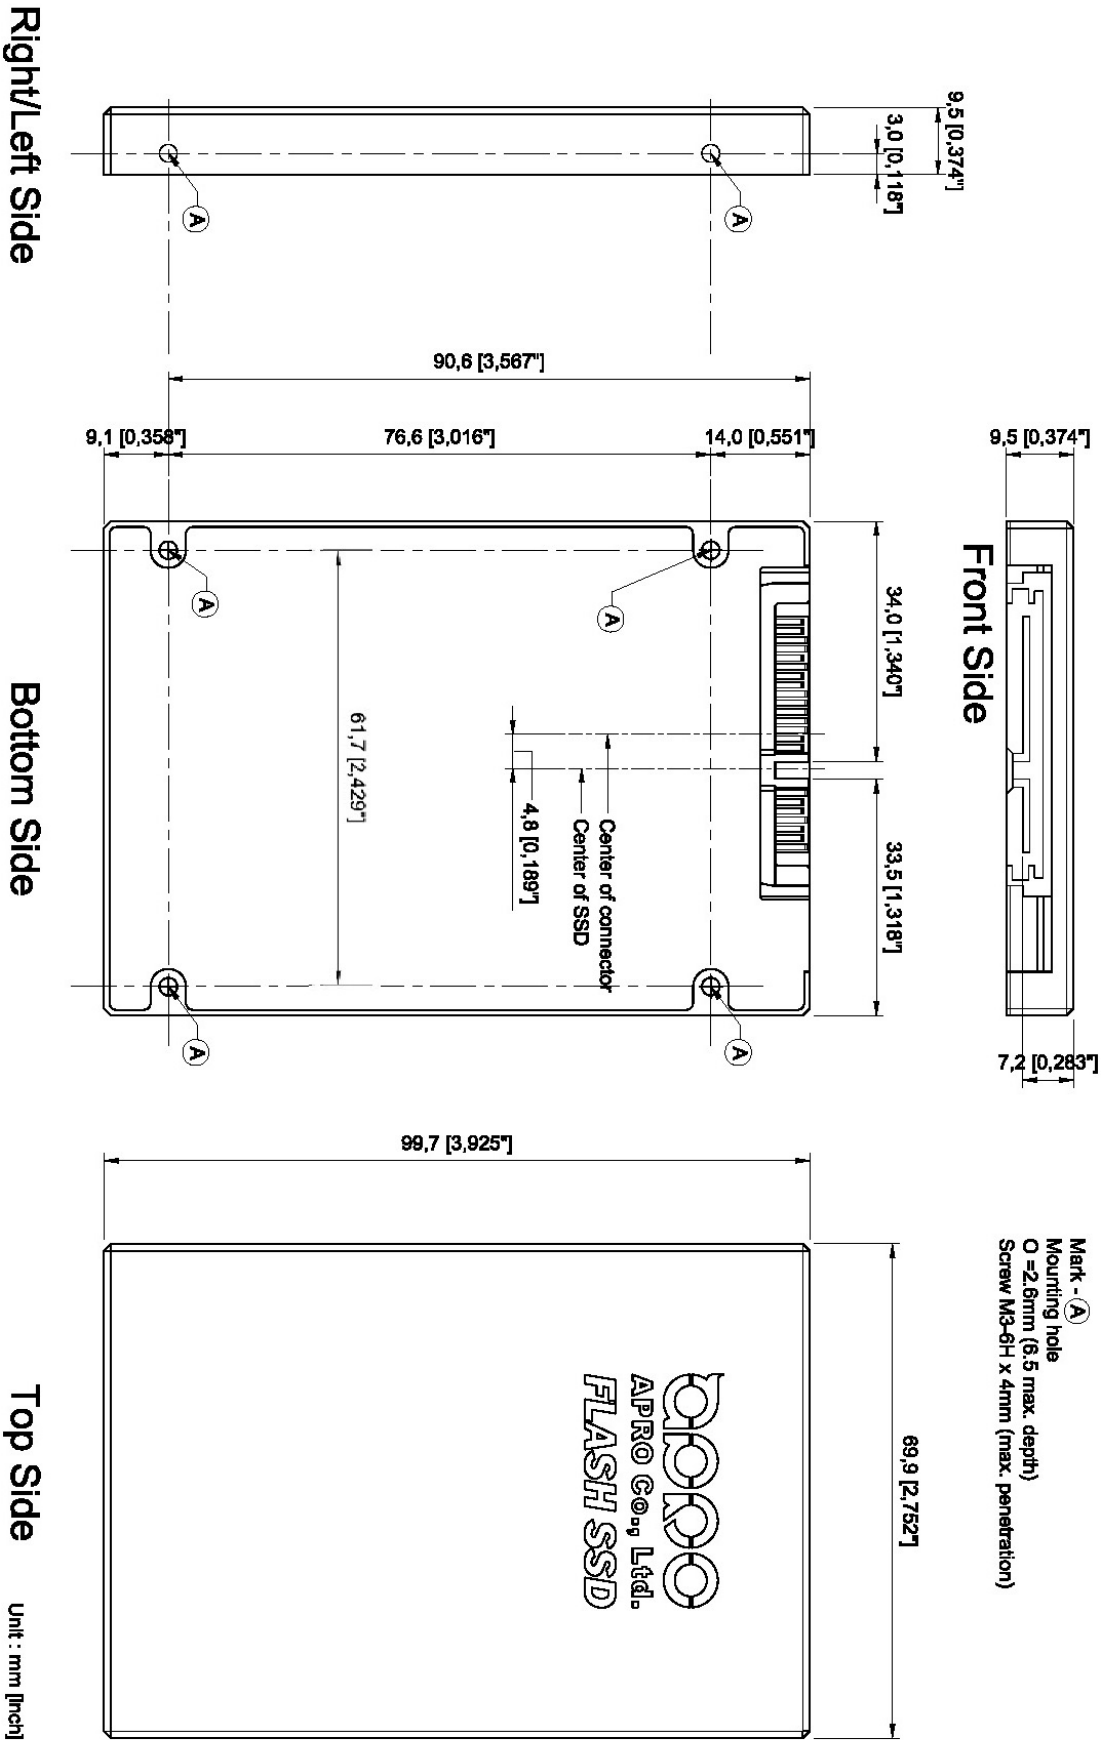 9,5 [0,374"]
3,0 [0,118"]
A
A
Right/Left Side
90,6 [3,567"]
9,1 [0,358"]
76,6 [3,016"]
14,0 [0,551"]
9,5 [0,374"]
A
A
A
A
34,0 [1,340"]
33,5 [1,318"]
61,7 [2,429"]
4,8 [0,189"]
Center of connector
Center of SSD
Bottom Side
Front Side
7,2 [0,283"]
99,7 [3,925"]
69,9 [2,752"]
apro
APRO Co., Ltd.
FLASH SSD
Top Side
Mark - A
Mounting hole
O =2.6mm (6.5 max. depth)
Screw M3-6H x 4mm (max. penetration)
Unit : mm [inch]